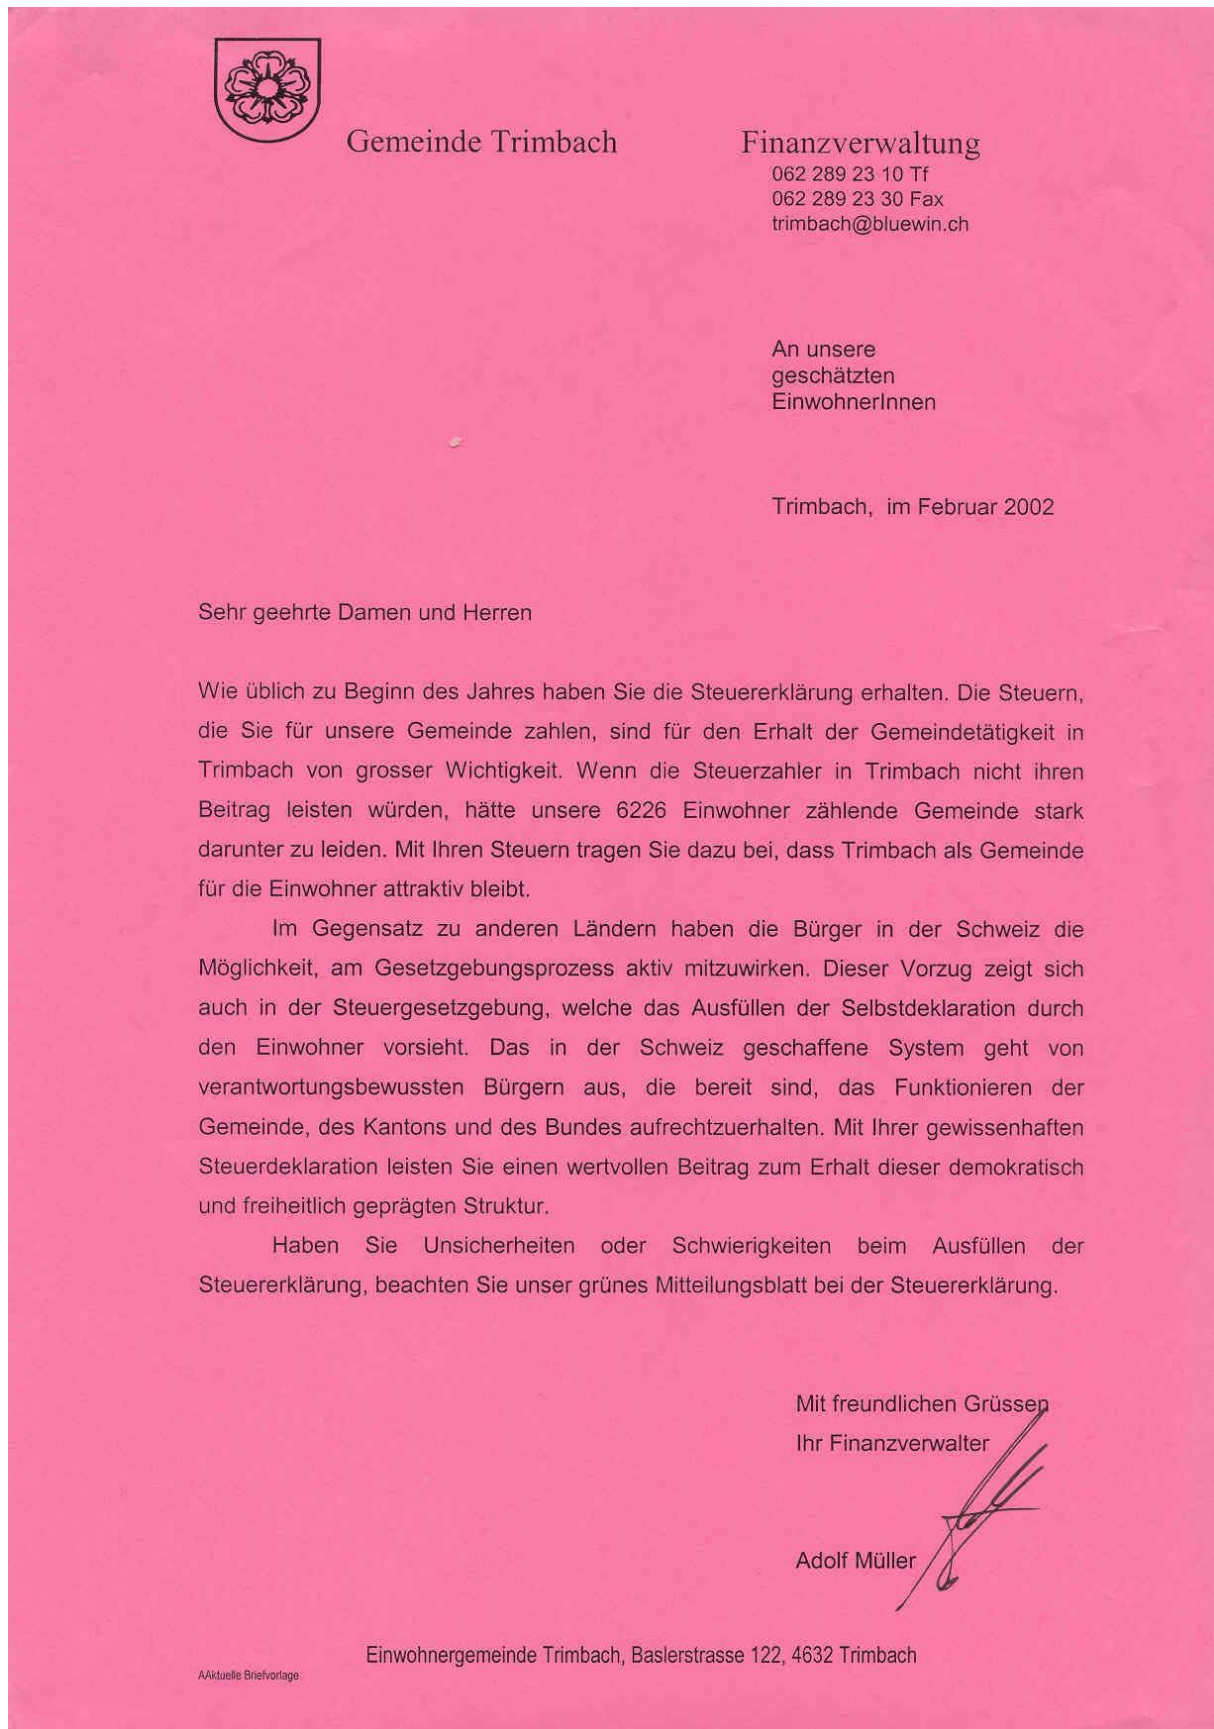 Gemeinde Trimbach
Finanzverwaltung
062 289 23 10 Tf
062 289 23 30 Fax
trimbach@bluewin.ch
An unsere
geschätzten
EinwohnerInnen
Trimbach, im Februar 2002
Sehr geehrte Damen und Herren
Wie üblich zu Beginn des Jahres haben Sie die Steuererklärung erhalten. Die Steuern,
die Sie für unsere Gemeinde zahlen, sind für den Erhalt der Gemeindetätigkeit in
Trimbach von grosser Wichtigkeit. Wenn die Steuerzahler in Trimbach nicht ihren
Beitrag leisten würden, hätte unsere 6226 Einwohner zählende Gemeinde stark
darunter zu leiden. Mit Ihren Steuern tragen Sie dazu bei, dass Trimbach als Gemeinde
für die Einwohner attraktiv bleibt.
Im Gegensatz zu anderen Ländern haben die Bürger in der Schweiz die
Möglichkeit, am Gesetzgebungsprozess aktiv mitzuwirken. Dieser Vorzug zeigt sich
auch in der Steuergesetzgebung, welche das Ausfüllen der Selbstdeklaration durch
den Einwohner vorsieht. Das in der Schweiz geschaffene System geht von
verantwortungsbewussten Bürgern aus, die bereit sind, das Funktionieren der
Gemeinde, des Kantons und des Bundes aufrechtzuerhalten. Mit Ihrer gewissenhaften
Steuerdeklaration leisten Sie einen wertvollen Beitrag zum Erhalt dieser demokratisch
und freiheitlich geprägten Struktur.
Haben Sie Unsicherheiten oder Schwierigkeiten beim Ausfüllen der
Steuererklärung, beachten Sie unser grünes Mitteilungsblatt bei der Steuererklärung.
Mit freundlichen Grüssen
Ihr Finanzverwalter
Adolf Müller
Einwohnergemeinde Trimbach, Baslerstrasse 122, 4632 Trimbach
AAktuelle Briefvorlage